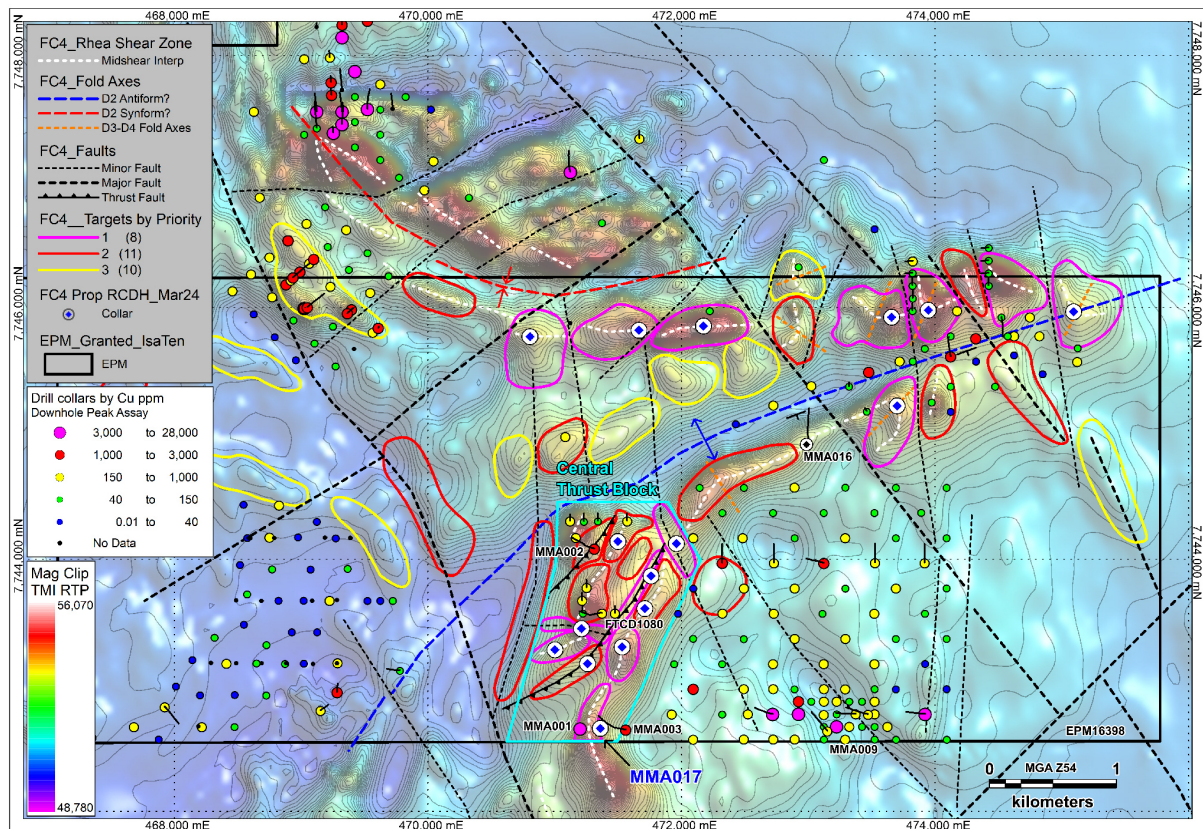 468,000 mE
470,000 mE
472,000 mE
474,000 mE
7,748,000 mN
7,748,000 mN
FC4_Rhea Shear Zone
Midshear Interp
FC4_Fold Axes
D2 Antiform?
D2 Synform?
D3-D4 Fold Axes
FC4_Faults
Minor Fault
Major Fault
Thrust Fault
FC4__Targets by Priority
1 (8)
2 (11)
3 (10)
FC4 Prop RCDH_Mar24
Collar
EPM_Granted_IsaTen
EPM
7,746,000 mN
7,746,000 mN
Drill collars by Cu ppm
Downhole Peak Assay
3,000 to 28,000
1,000 to 3,000
150 to 1,000
40 to 150
0.01 to 40
No Data
MMA016
Central
Thrust Block
MMA002
7,744,000 mN
7,744,000 mN
Mag Clip
TMI RTP
56,070
48,780
FTCD1080
MMA001
MMA003
MMA009
EPM16398
MMA017
MGA Z54
0 1
kilometers
468,000 mE
470,000 mE
472,000 mE
474,000 mE